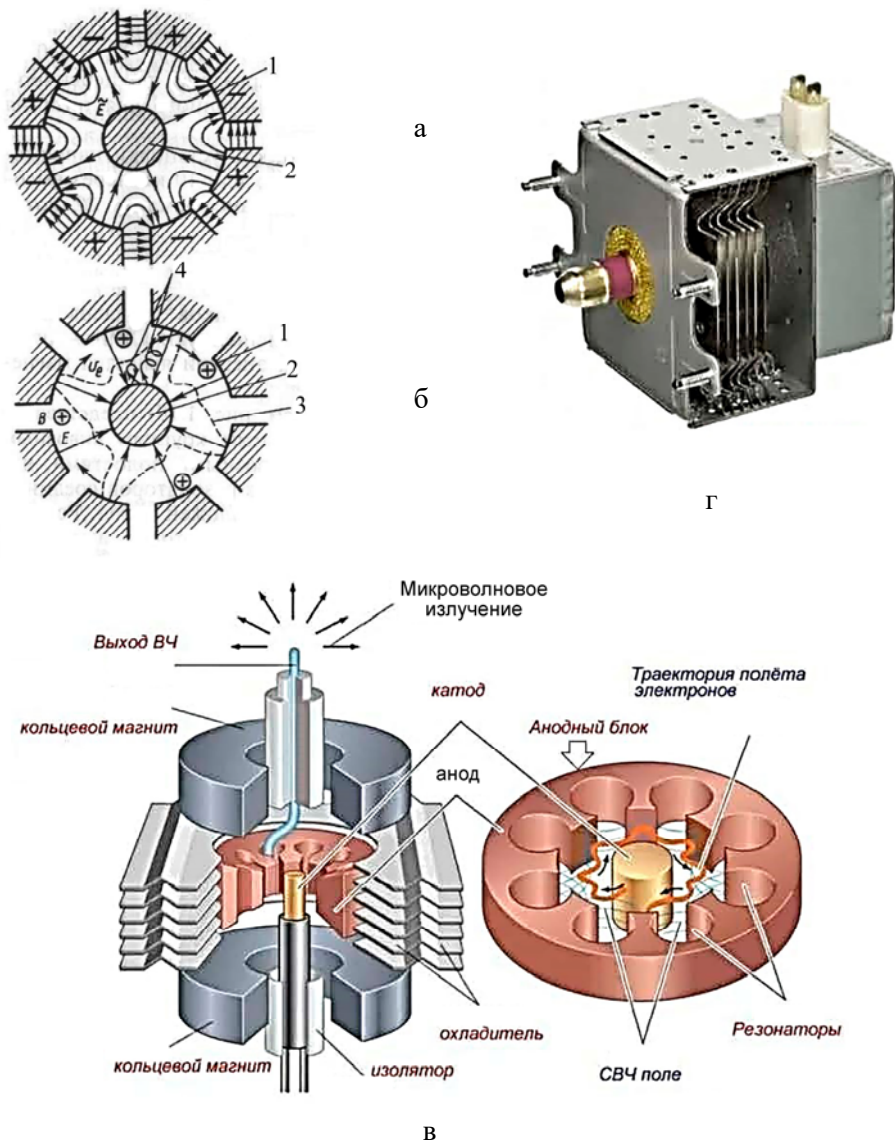 − +
1
+ Ẽ −
2
− +
+ −
а
4
1
υe
2
3
B
E
б
г
Микроволновое
излучение
Выход ВЧ
Траектория полёта
электронов
катод
кольцевой магнит
Анодный блок
анод
охладитель
Резонаторы
кольцевой магнит
изолятор
СВЧ поле
в